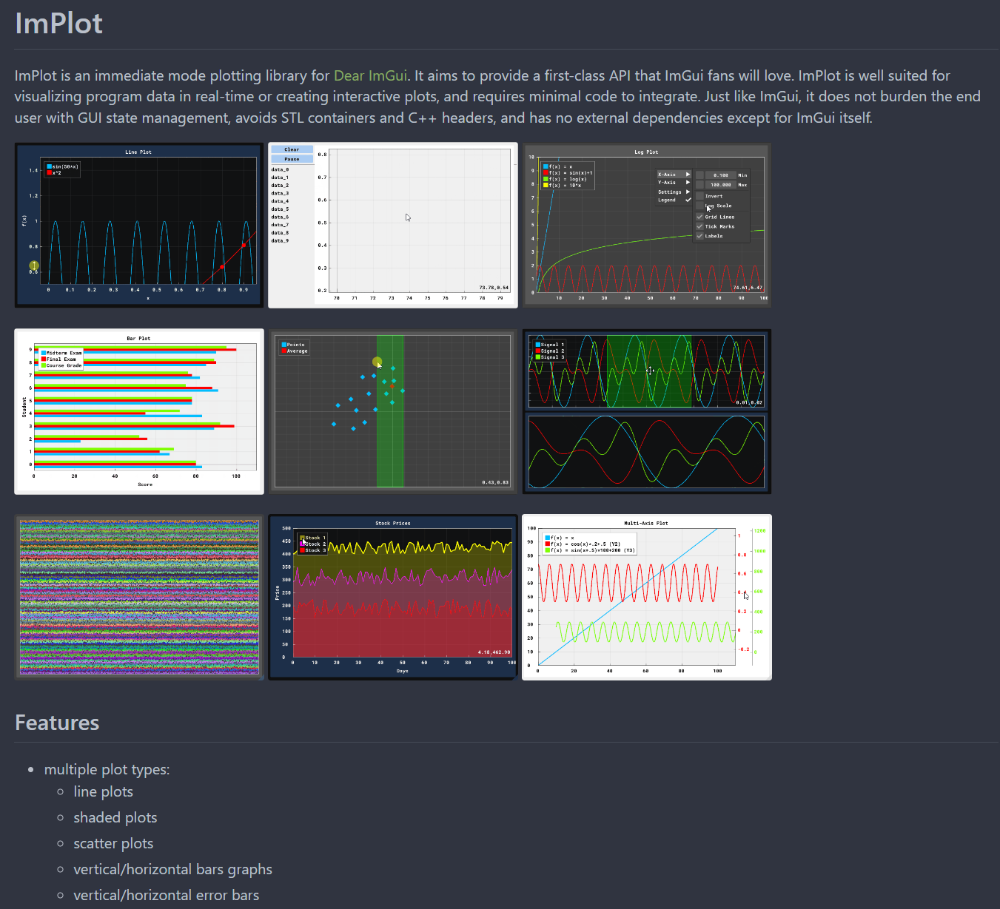 ImPlot
ImPlot is an immediate mode plotting library for Dear ImGui. It aims to provide a first-class API that ImGui fans will love. ImPlot is well suited for
visualizing program data in real-time or creating interactive plots, and requires minimal code to integrate. Just like ImGui, it does not burden the end
user with GUI state management, avoids STL containers and C++ headers, and has no external dependencies except for ImGui itself.
Line Plot
sin(50*x)
x^2
1.4
1.2
1
0.8
0.6
f(x)
0 0.1 0.2 0.3 0.4 0.5 0.6 0.7 0.8 0.9
x
Clear
Pause
data_0
data_1
data_2
data_3
data_4
data_5
data_6
data_7
data_8
data_9
0.8
0.7
0.6
0.5
0.4
0.3
0.2
73.78,0.54
70 71 72 73 74 75 76 77 78 79
Log Plot
f(x) = x
f(x) = sin(x)+1
f(x) = log(x)
f(x) = 10^x
X-Axis
Y-Axis
Settings
Legend
0.100 Min
100.000 Max
Invert
Log Scale
Grid Lines
Tick Marks
Labels
10
9
8
7
6
5
4
3
2
1
0
74.61,6.47
10 20 30 40 50 60 70 80 90 100
Bar Plot
Midterm Exam
Final Exam
Course Grade
9
8
7
6
5
4
3
2
1
0
Student
0 20 40 60 80 100
Score
Points
Average
0.43,0.83
Signal 1
Signal 2
Signal 3
0.01,0.02
Stock Prices
Stock 1
Stock 2
Stock 3
500
450
400
350
300
250
200
150
100
50
0
Price
4.18,462.90
0 10 20 30 40 50 60 70 80 90 100
Days
Multi-Axis Plot
f(x) = x
f(x) = cos(x)*.2+.5 (Y2)
f(x) = sin(x+.5)*100+200 (Y3)
100
90
80
70
60
50
40
30
20
10
0
0 20 40 60 80 100
1
0.8
0.6
0.4
0.2
0
-0.2
1200
1000
800
600
400
200
0
Features
multiple plot types:
line plots
shaded plots
scatter plots
vertical/horizontal bars graphs
vertical/horizontal error bars